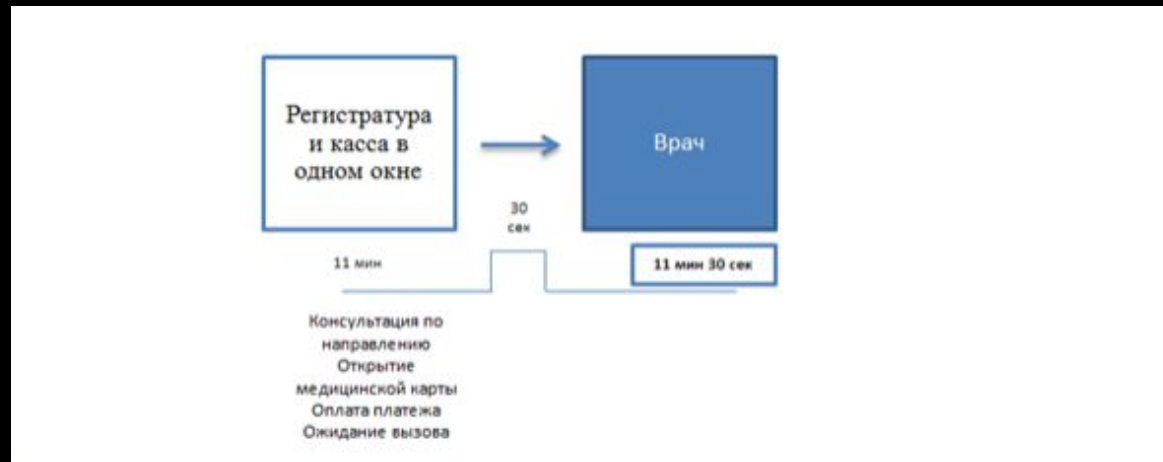 Регистратура
и касса в
одном окне
Врач
30
сек
11 мин
11 мин 30 сек
Консультация по
направлению
Открытие
медицинской карты
Оплата платежа
Ожидание вызова